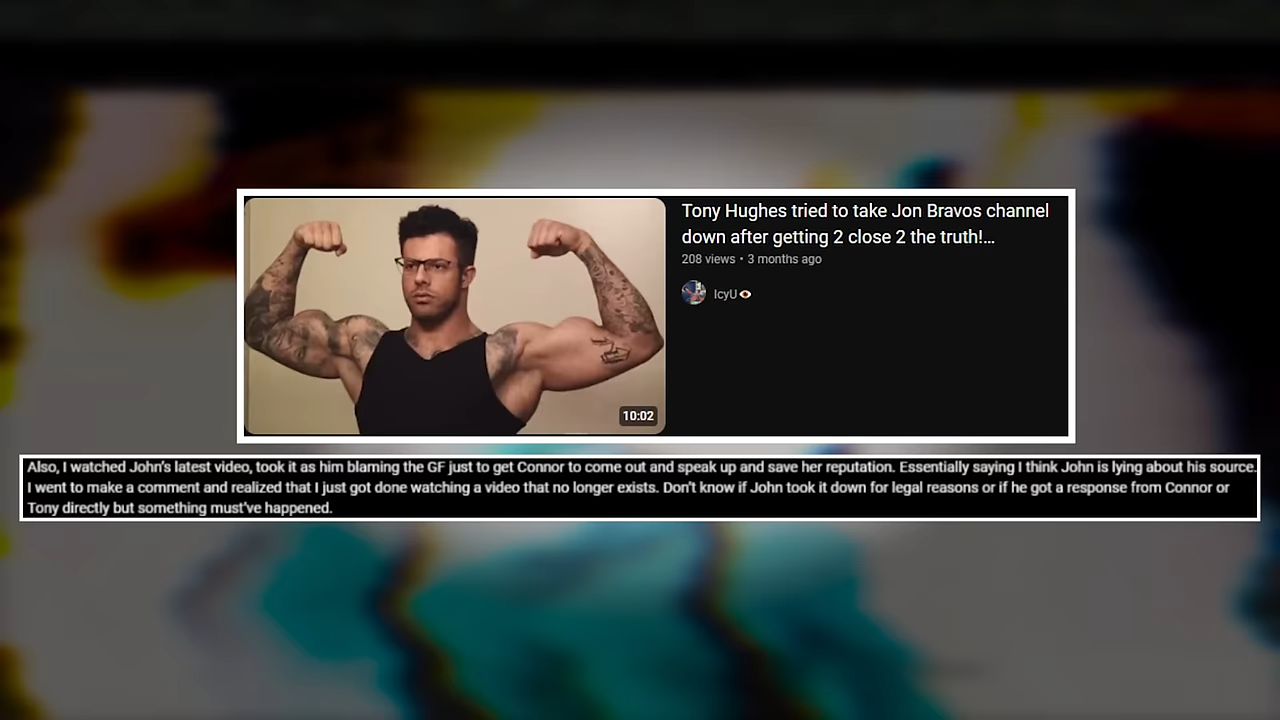 Tony Hughes tried to take Jon Bravos channel
down after getting 2 close 2 the truth!...
208 views • 3 months ago
IcyU
10:02
Also, I watched John's latest video, took it as him blaming the GF just to get Connor to come out and speak up and save her reputation. Essentially saying I think John is lying about his source.
I went to make a comment and realized that I just got done watching a video that no longer exists. Don't know if John took it down for legal reasons or if he got a response from Connor or
Tony directly but something must've happened.